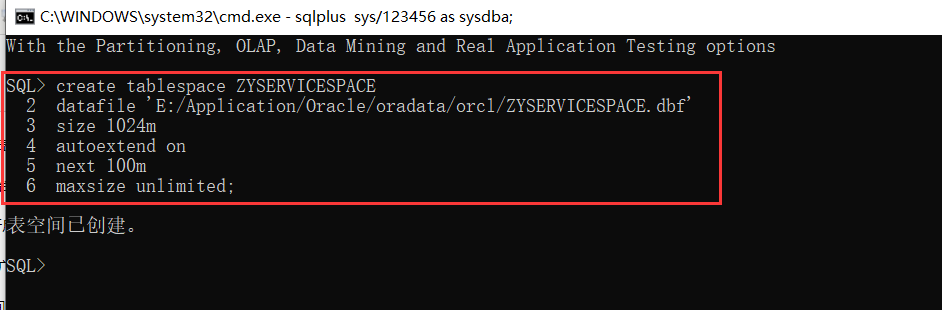 C:\WINDOWS\system32\cmd.exe - sqlplus  sys/123456 as sysdba;
With the Partitioning, OLAP, Data Mining and Real Application Testing options
SQL> create tablespace ZYSERVICESPACE
  2  datafile 'E:/Application/Oracle/oradata/orcl/ZYSERVICESPACE.dbf'
  3  size 1024m
  4  autoextend on
  5  next 100m
  6  maxsize unlimited;
表空间已创建。
SQL>